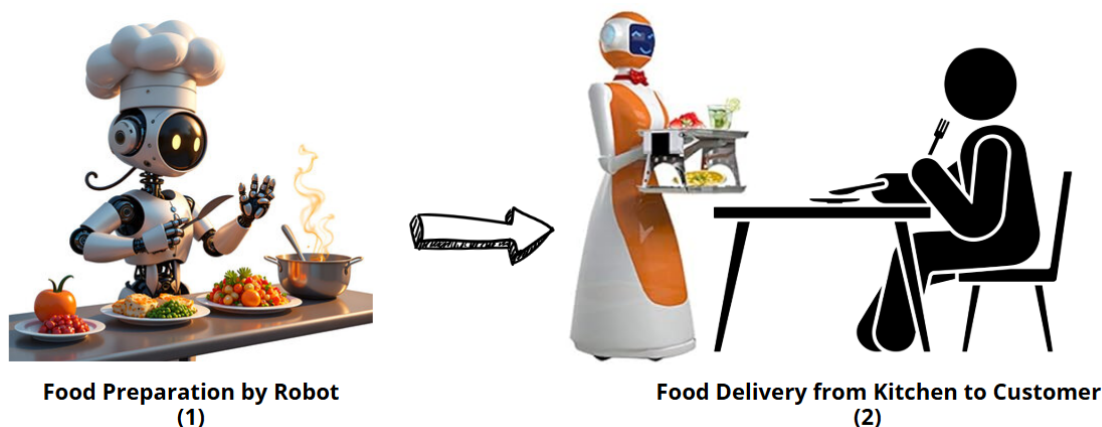 Food Preparation by Robot
(1)
Food Delivery from Kitchen to Customer
(2)